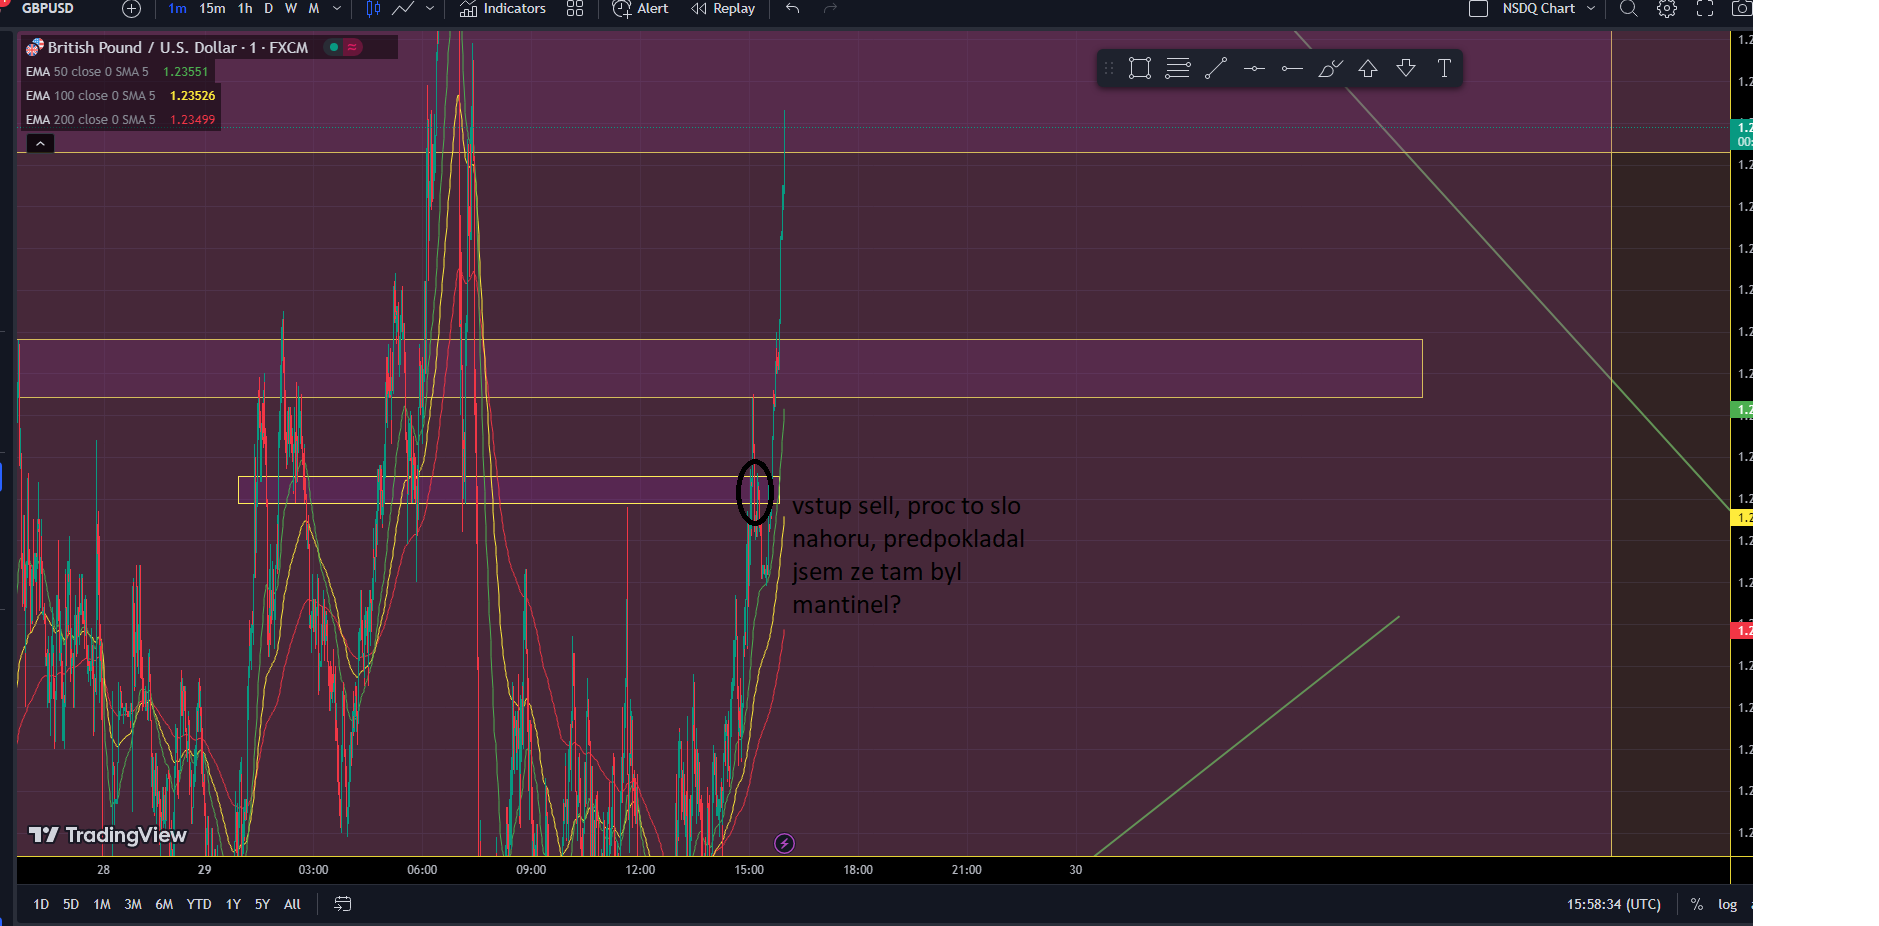 GBPUSD
1m 15m 1h D W M
Indicators
Alert
Replay
NSDQ Chart
British Pound / U.S. Dollar · 1 · FXCM
EMA 50 close 0 SMA 5 1.23551
EMA 100 close 0 SMA 5 1.23526
EMA 200 close 0 SMA 5 1.23499
vstup sell, proc to slo
nahoru, predpokladal
jsem ze tam byl
mantinel?
TradingView
28 29 03:00 06:00 09:00 12:00 15:00 18:00 21:00 30
1D 5D 1M 3M 6M YTD 1Y 5Y All
15:58:34 (UTC) % log